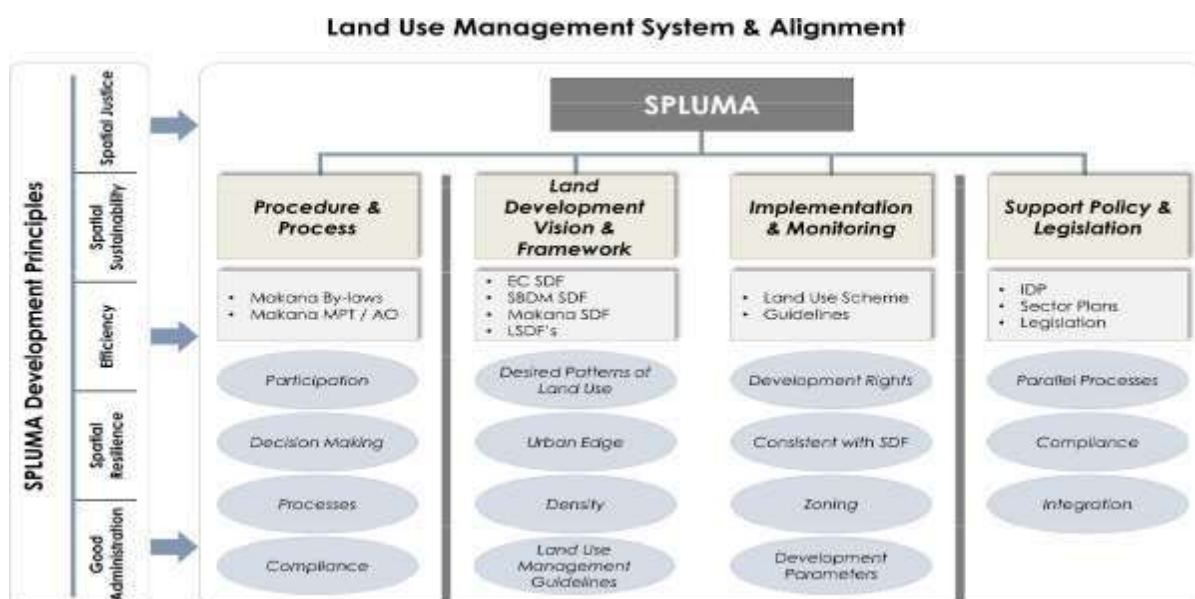 Land Use Management System & Alignment
SPLUMA Development Principles
Spatial Justice
Spatial
Sustainability
Efficiency
Spatial
Resilience
Good
Administration
SPLUMA
Procedure &
Process
• Makana By-laws
• Makana MPT / AO
Participation
Decision Making
Processes
Compliance
Land
Development
Vision &
Framework
• EC SDF
• SBDM SDF
• Makana SDF
• LSDF's
Desired Patterns of
Land Use
Urban Edge
Density
Land Use
Management
Guidelines
Implementation
& Monitoring
• Land Use Scheme
• Guidelines
Development Rights
Consistent with SDF
Zoning
Development
Parameters
Support Policy &
Legislation
• IDP
• Sector Plans
• Legislation
Parallel Processes
Compliance
Integration